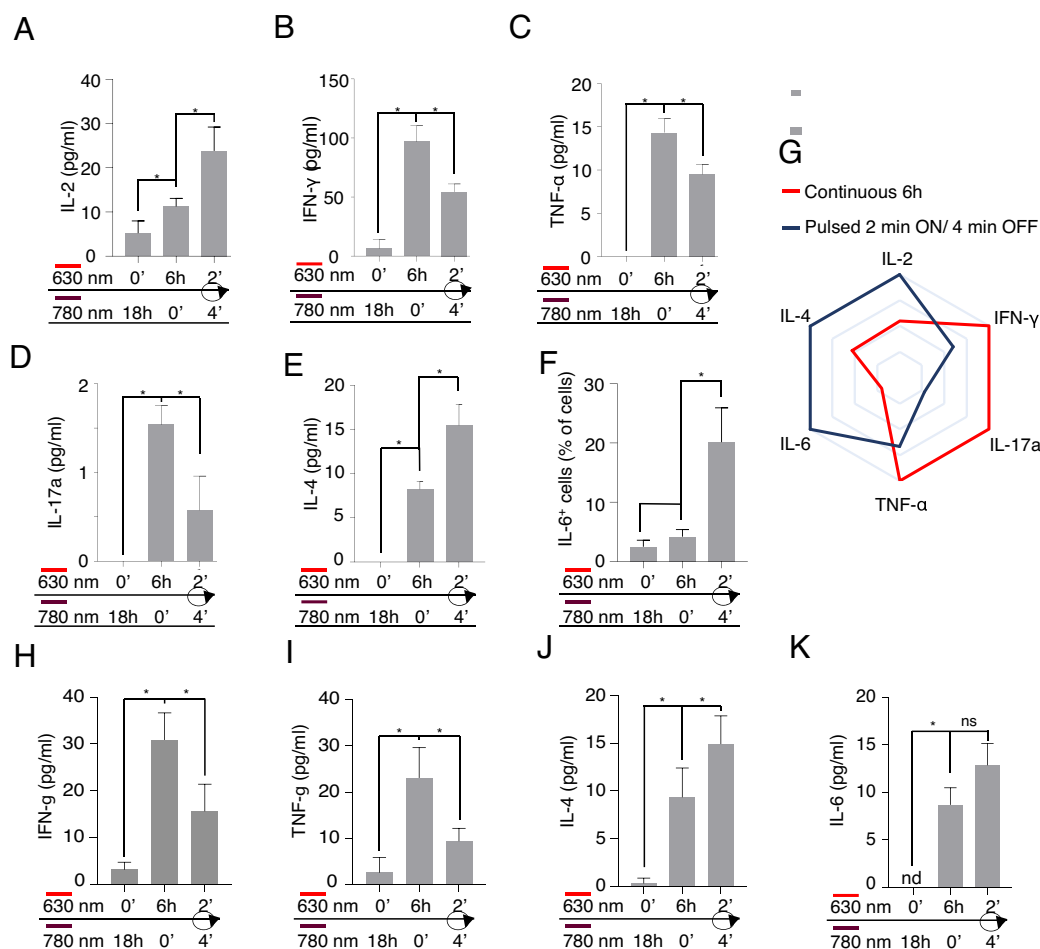 A
IL-2 (pg/ml)
40
30
20
10
0
*
*
630 nm 0' 6h 2'
780 nm 18h 0' 4'
B
IFN-γ (pg/ml)
150
100
50
0
* *
630 nm 0' 6h 2'
780 nm 18h 0' 4'
C
TNF-α (pg/ml)
20
15
10
5
0
* *
630 nm 0' 6h 2'
780 nm 18h 0' 4'
D
IL-17a (pg/ml)
2
1
0
* *
630 nm 0' 6h 2'
780 nm 18h 0' 4'
E
IL-4 (pg/ml)
20
15
10
5
0
*
*
630 nm 0' 6h 2'
780 nm 18h 0' 4'
F
IL-6⁺ cells (% of cells)
30
20
10
0
*
630 nm 0' 6h 2'
780 nm 18h 0' 4'
G
Continuous 6h
Pulsed 2 min ON/ 4 min OFF
IL-2
IL-4
IFN-γ
IL-6
IL-17a
TNF-α
H
IFN-g (pg/ml)
40
30
20
10
0
* *
630 nm 0' 6h 2'
780 nm 18h 0' 4'
I
TNF-g (pg/ml)
40
30
20
10
0
* *
630 nm 0' 6h 2'
780 nm 18h 0' 4'
J
IL-4 (pg/ml)
20
15
10
5
0
* *
630 nm 0' 6h 2'
780 nm 18h 0' 4'
K
IL-6 (pg/ml)
20
15
10
5
0
* ns
nd
630 nm 0' 6h 2'
780 nm 18h 0' 4'